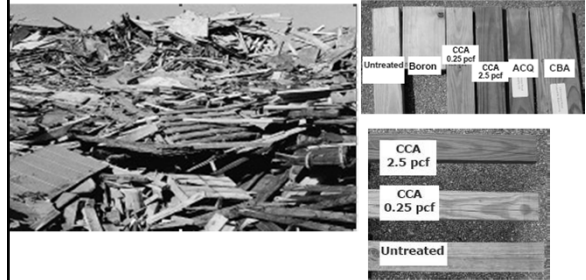 Untreated
Boron
CCA
0.25 pcf
CCA
2.5 pcf
ACQ
CBA
CCA
2.5 pcf
CCA
0.25 pcf
Untreated